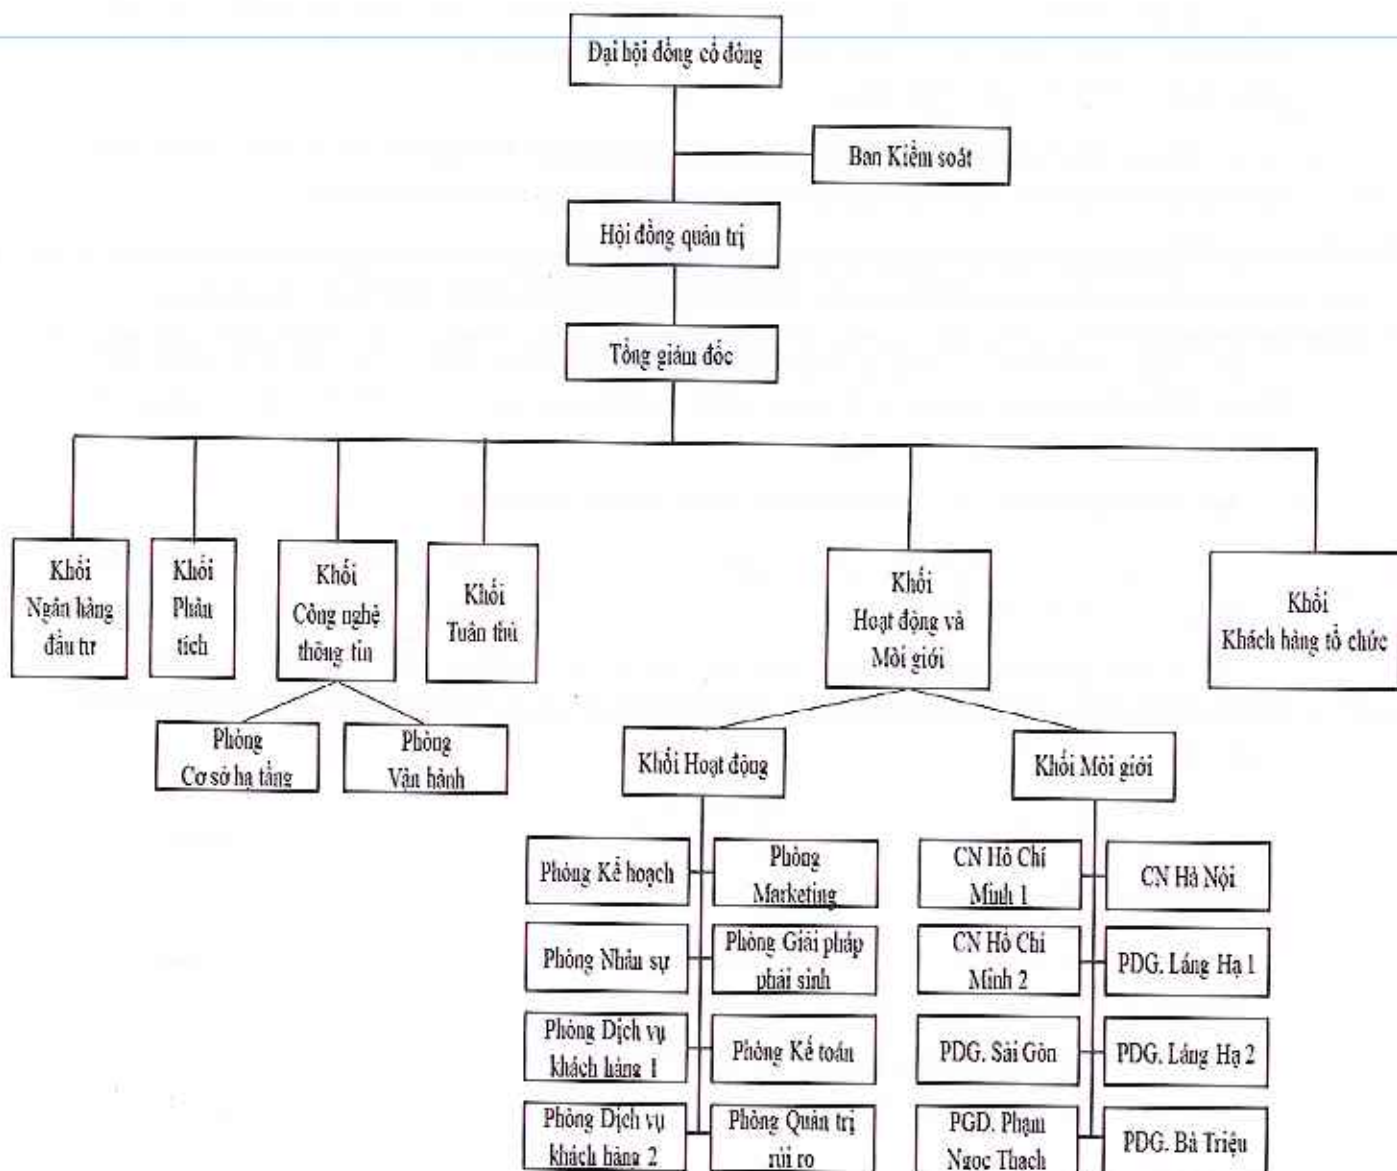 Đại hội đồng cổ đông
Ban Kiểm soát
Hội đồng quản trị
Tổng giám đốc
Khối
Ngân hàng
đầu tư
Khối
Phân
tích
Khối
Công nghệ
thông tin
Khối
Tuân thủ
Khối
Hoạt động và
Môi giới
Khối
Khách hàng tổ chức
Phòng
Cơ sở hạ tầng
Phòng
Vận hành
Khối Hoạt động
Khối Môi giới
Phòng Kế hoạch
Phòng
Marketing
CN Hồ Chí
Minh 1
CN Hà Nội
Phòng Nhân sự
Phòng Giải pháp
phái sinh
CN Hồ Chí
Minh 2
PDG. Láng Hạ 1
Phòng Dịch vụ
khách hàng 1
Phòng Kế toán
PDG. Sài Gòn
PDG. Láng Hạ 2
Phòng Dịch vụ
khách hàng 2
Phòng Quản trị
rủi ro
PGD. Phạm
Ngọc Thạch
PDG. Bà Triệu